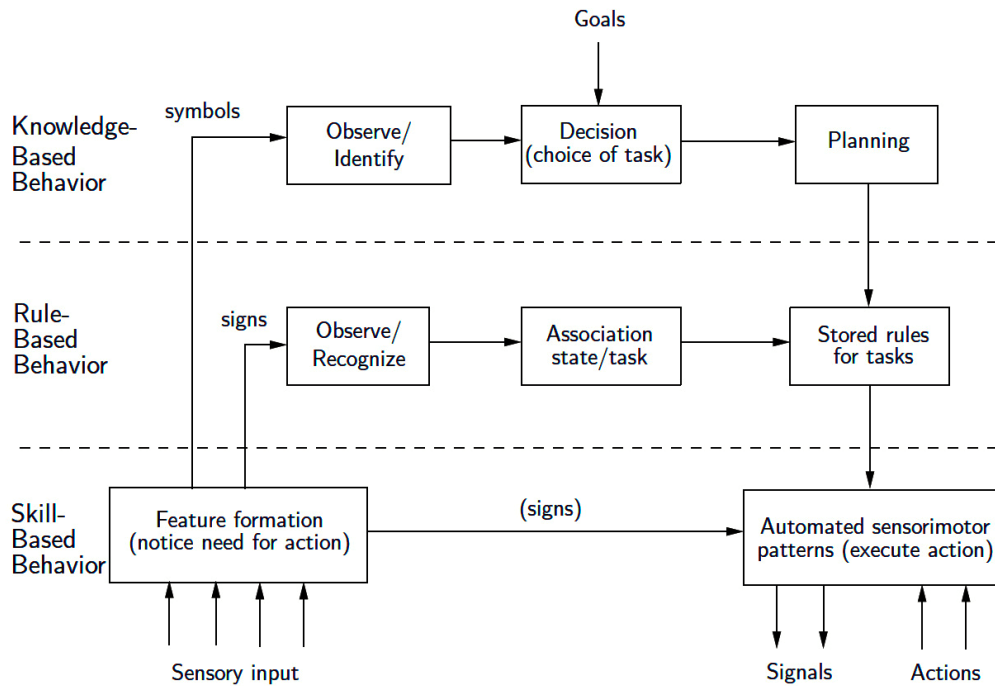 Goals
symbols
Knowledge-
Based
Behavior
Observe/
Identify
Decision
(choice of task)
Planning
Rule-
Based
Behavior
signs
Observe/
Recognize
Association
state/task
Stored rules
for tasks
Skill-
Based
Behavior
Feature formation
(notice need for action)
(signs)
Automated sensorimotor
patterns (execute action)
Sensory input
Signals
Actions